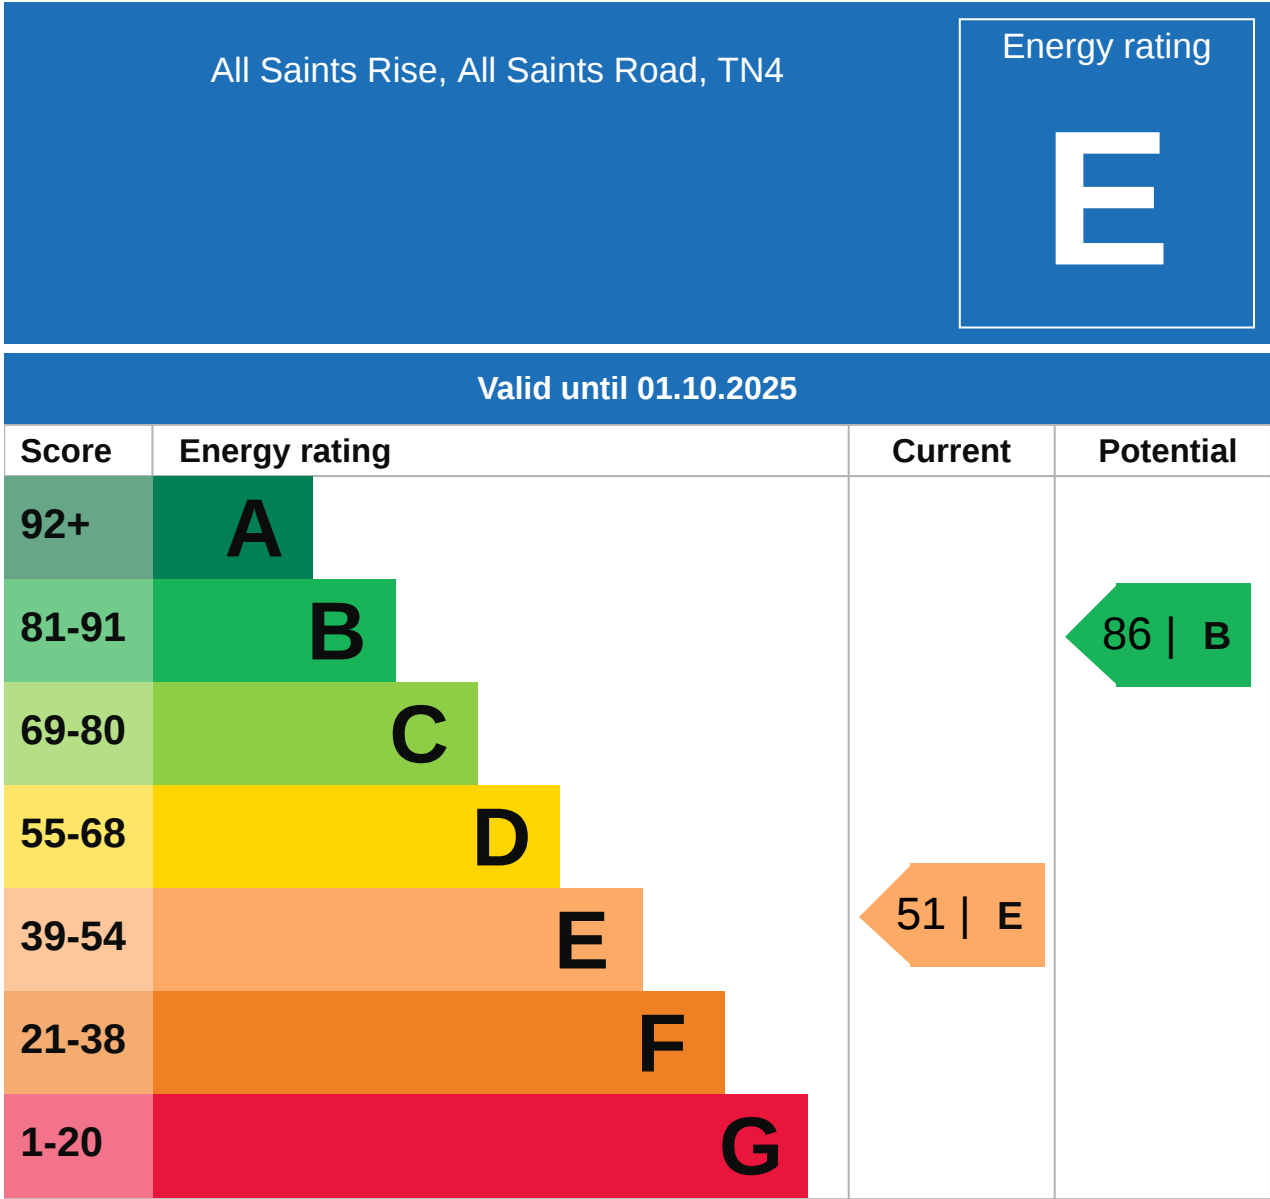 All Saints Rise, All Saints Road, TN4
Energy rating
E
Valid until 01.10.2025
Score Energy rating Current Potential
92+ A
81-91 B 86 | B
69-80 C
55-68 D
39-54 E 51 | E
21-38 F
1-20 G